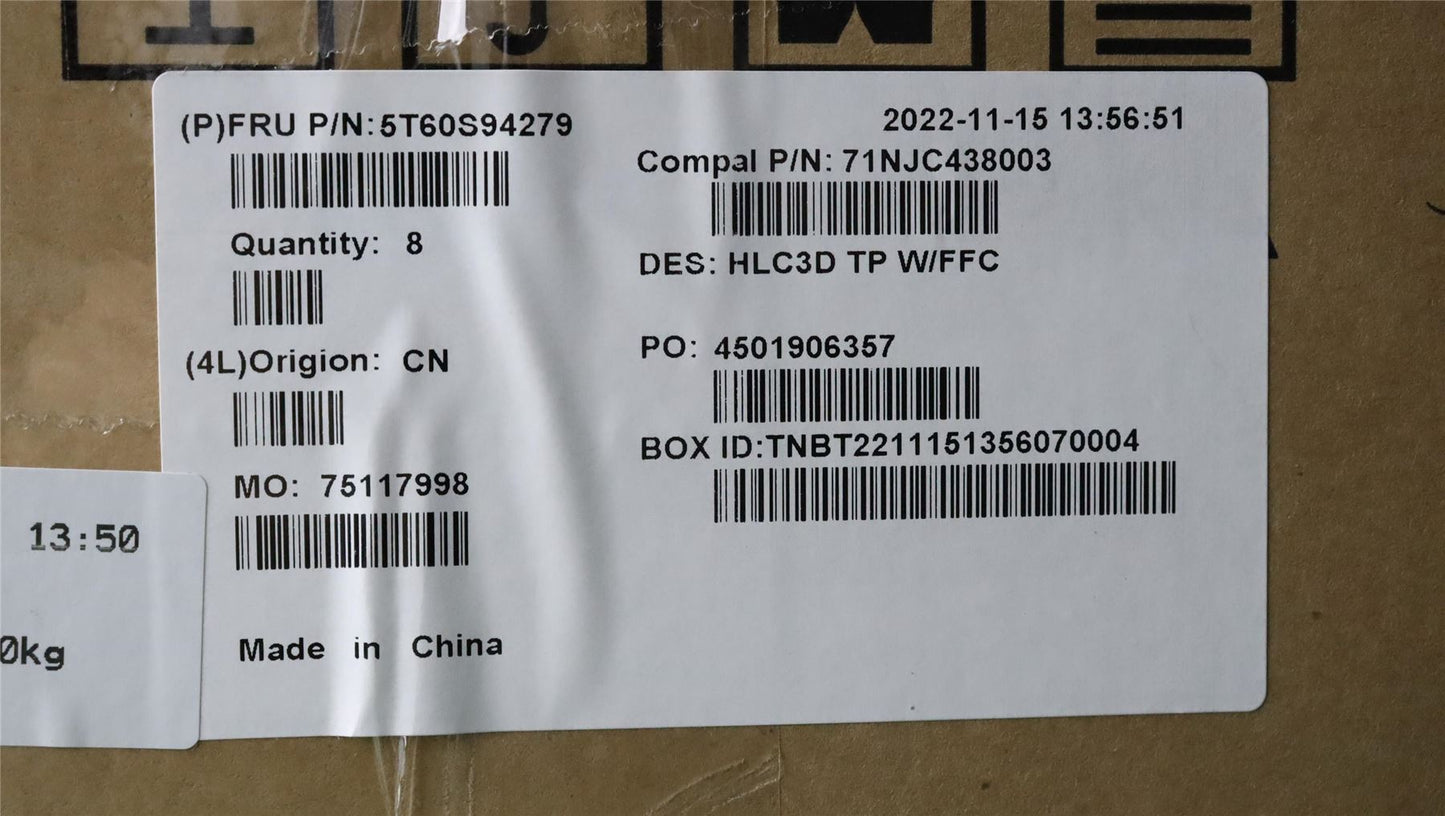 (P)FRU P/N:5T60S94279
2022-11-15 13:56:51
Compal P/N: 71NJC438003
Quantity: 8
DES: HLC3D TP W/FFC
(4L)Origion: CN
PO: 4501906357
BOX ID:TNBT2211151356070004
MO: 75117998
13:50
0kg
Made in China